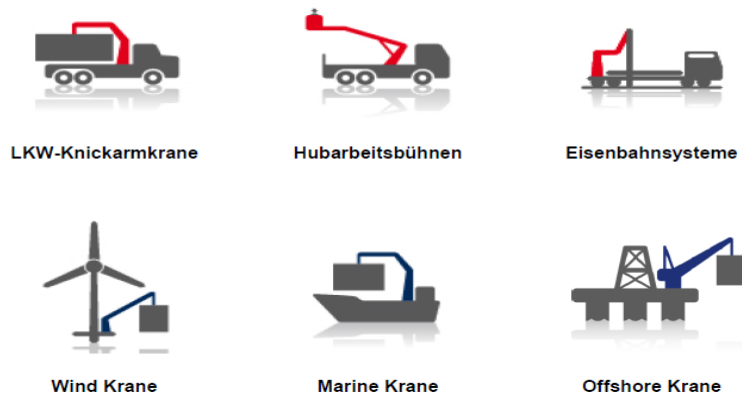 LKW-Knickarmkrane
Hubarbeitsbühnen
Eisenbahnsysteme
Wind Krane
Marine Krane
Offshore Krane